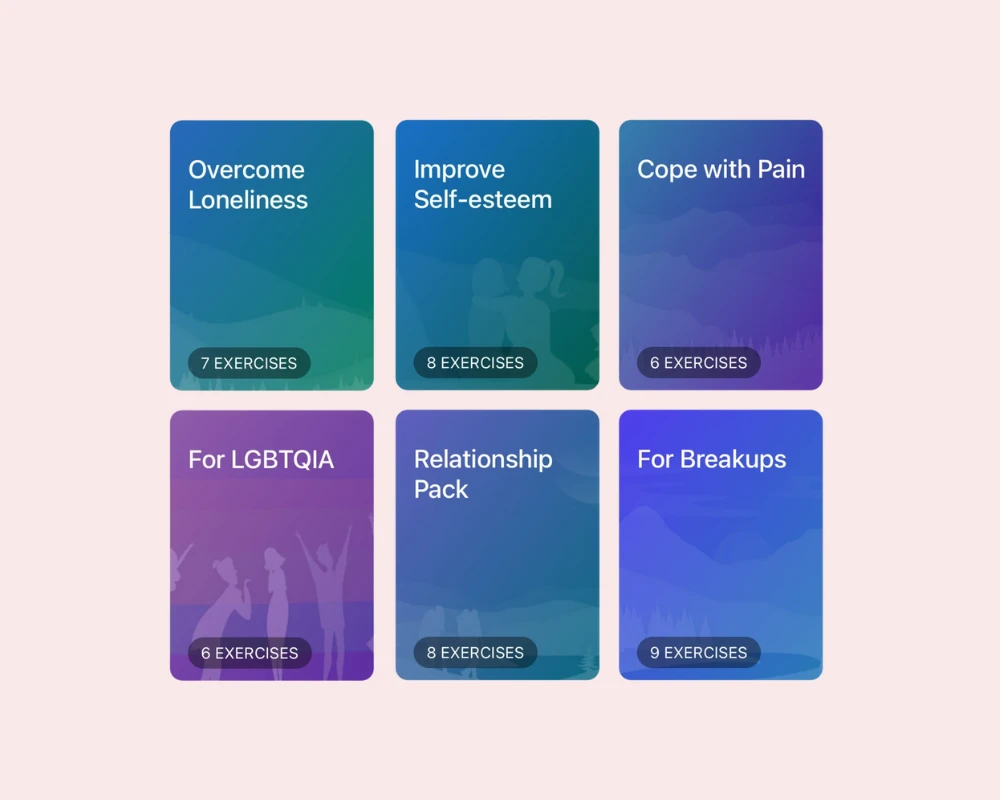 Overcome
Loneliness
7 EXERCISES
Improve
Self-esteem
8 EXERCISES
Cope with Pain
6 EXERCISES
For LGBTQIA
6 EXERCISES
Relationship
Pack
8 EXERCISES
For Breakups
9 EXERCISES